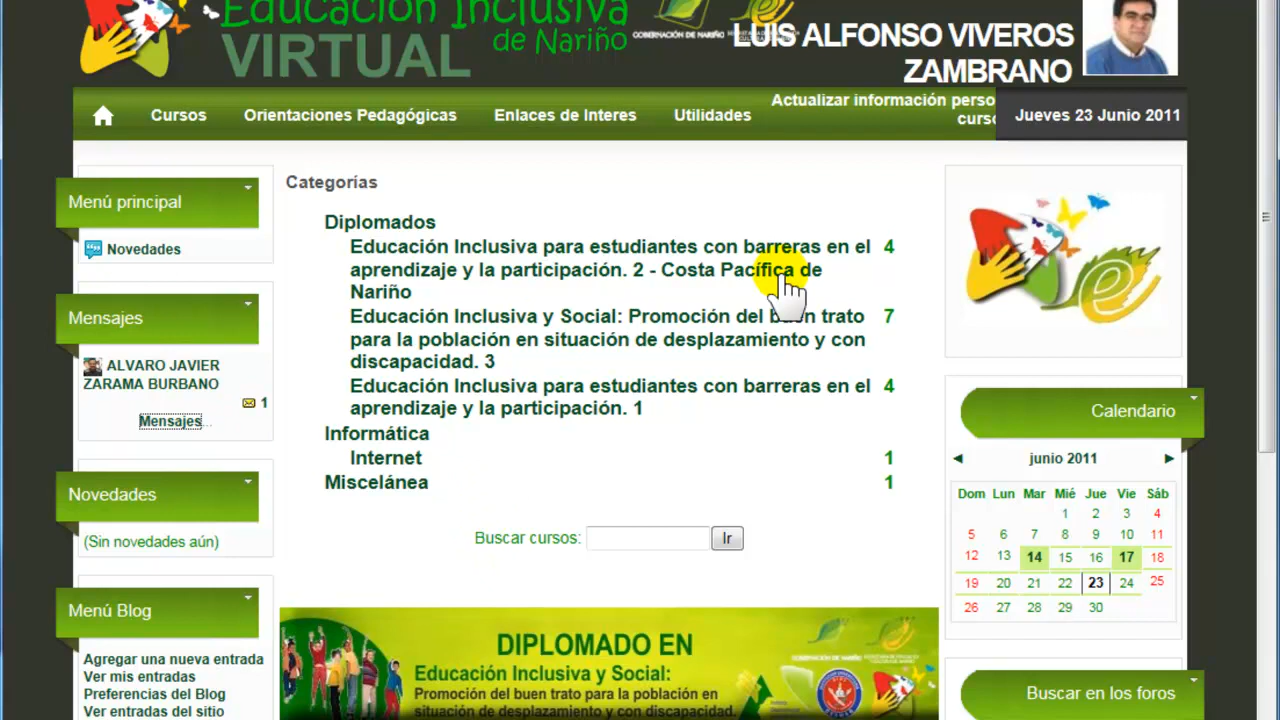 Educación Inclusiva
de Nariño
VIRTUAL
GOBERNACIÓN DE NARIÑO
LUIS ALFONSO VIVEROS
ZAMBRANO
Cursos
Orientaciones Pedagógicas
Enlaces de Interes
Utilidades
Actualizar información perso
curso
Jueves 23 Junio 2011
Menú principal
Novedades
Mensajes
ALVARO JAVIER
ZARAMA BURBANO
1
Mensajes...
Novedades
(Sin novedades aún)
Menú Blog
Agregar una nueva entrada
Ver mis entradas
Preferencias del Blog
Ver entradas del sitio
Categorías
Diplomados
Educación Inclusiva para estudiantes con barreras en el 4
aprendizaje y la participación. 2 - Costa Pacífica de
Nariño
Educación Inclusiva y Social: Promoción del buen trato 7
para la población en situación de desplazamiento y con
discapacidad. 3
Educación Inclusiva para estudiantes con barreras en el 4
aprendizaje y la participación. 1
Informática
Internet 1
Miscelánea 1
Buscar cursos:
Ir
DIPLOMADO EN
Educación Inclusiva y Social:
Promoción del buen trato para la población en
situación de desplazamiento y con discapacidad.
Calendario
◄ junio 2011 ►
Dom Lun Mar Mié Jue Vie Sáb
1 2 3 4
5 6 7 8 9 10 11
12 13 14 15 16 17 18
19 20 21 22 23 24 25
26 27 28 29 30
Buscar en los foros